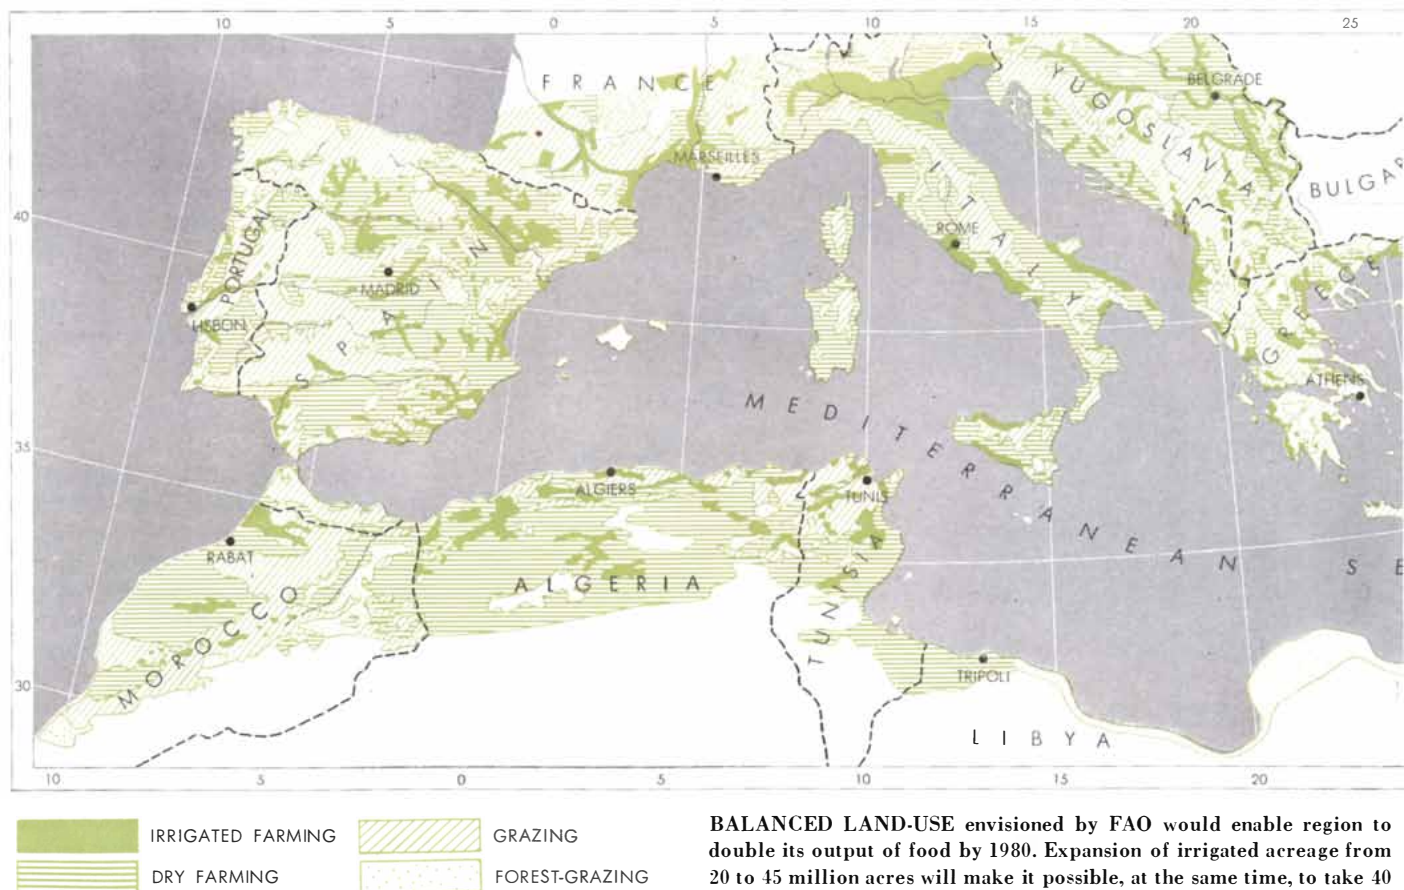 10 5 0 5 10 15 20 25
FRANCE
BELGRADE
YUGOSLAVIA
MARSEILLES
BULGAR
ITALY
40
PORTUGAL
ROME
GREECE
SPAIN
MADRID
LISBON
ATHENS
MEDITERRANEAN SE
35
ALGIERS
TUNIS
RABAT
ALGERIA
TUNISIA
MOROCCO
TRIPOLI
30
LIBYA
10 5 0 5 10 15 20
IRRIGATED FARMING
GRAZING
DRY FARMING
FOREST-GRAZING
BALANCED LAND-USE envisioned by FAO would enable region to
double its output of food by 1980. Expansion of irrigated acreage from
20 to 45 million acres will make it possible, at the same time, to take 40